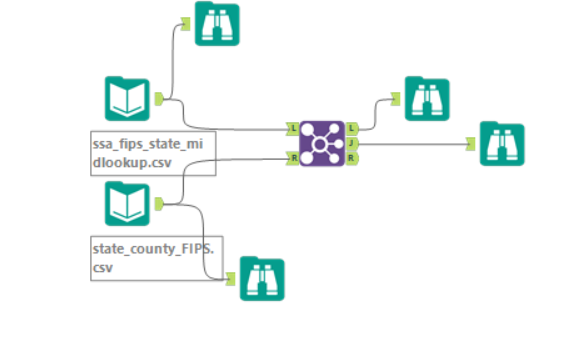 L
L
ssa_fips_state_mi
dlookup.csv
J
R
R
state_county_FIPS.
csv